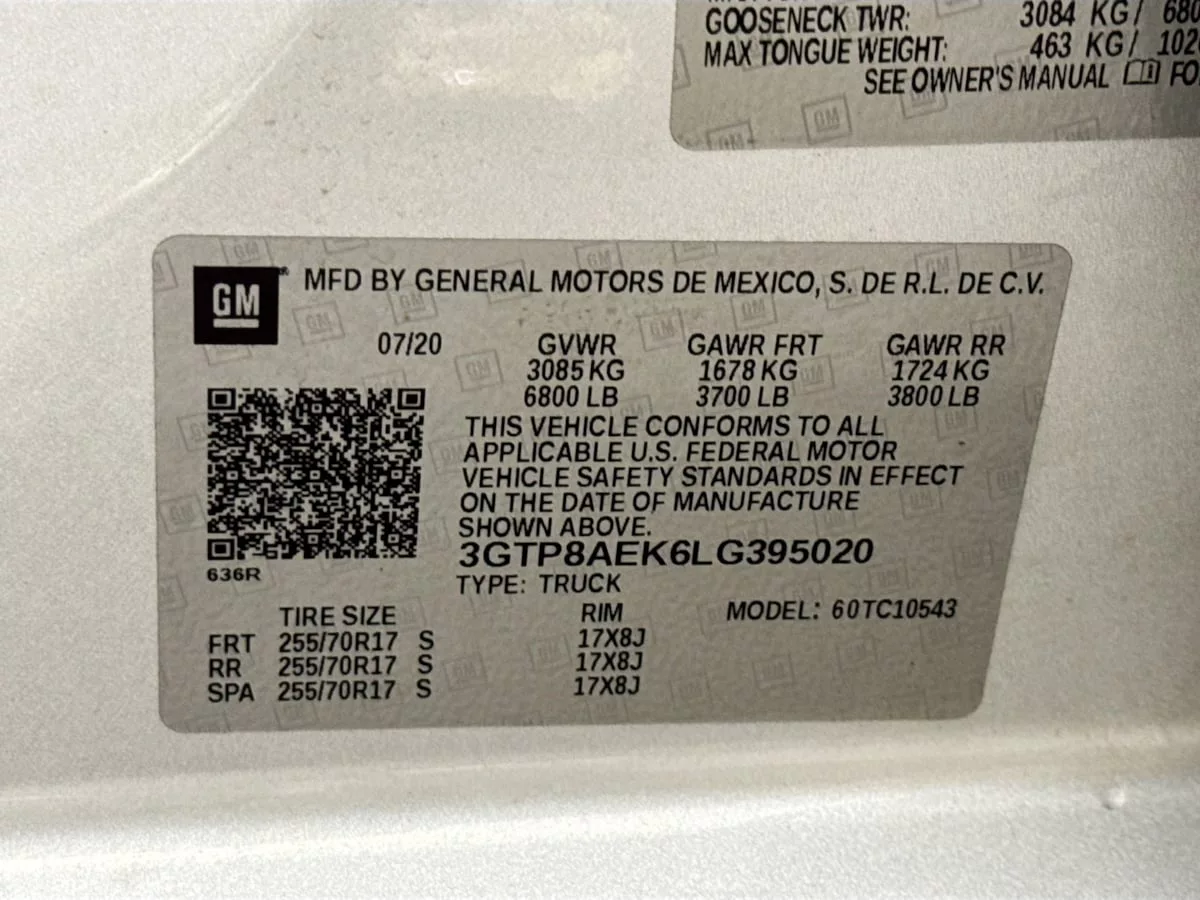 GOOSENECK TWR: 3084 KG/ 680
MAX TONGUE WEIGHT: 463 KG/ 102
SEE OWNER'S MANUAL FO
GM MFD BY GENERAL MOTORS DE MEXICO, S. DE R.L. DE C.V.
07/20 GVWR GAWR FRT GAWR RR
3085 KG 1678 KG 1724 KG
6800 LB 3700 LB 3800 LB
THIS VEHICLE CONFORMS TO ALL
APPLICABLE U.S. FEDERAL MOTOR
VEHICLE SAFETY STANDARDS IN EFFECT
ON THE DATE OF MANUFACTURE
SHOWN ABOVE.
3GTP8AEK6LG395020
636R
TYPE: TRUCK
TIRE SIZE RIM MODEL: 60TC10543
FRT 255/70R17 S 17X8J
RR 255/70R17 S 17X8J
SPA 255/70R17 S 17X8J